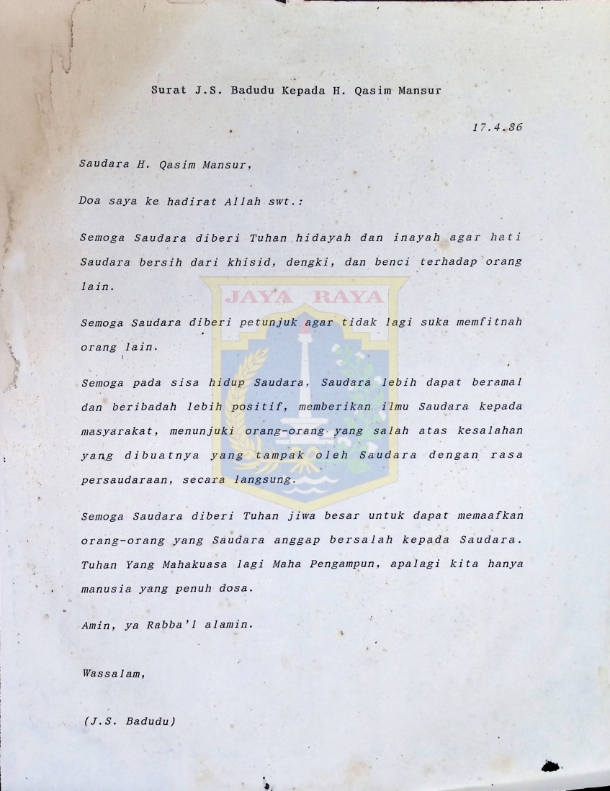 Surat J.S. Badudu Kepada H. Qasim Mansur
17.4.86
Saudara H. Qasim Mansur,
Doa saya ke hadirat Allah swt.:
Semoga Saudara diberi Tuhan hidayah dan inayah agar hati
Saudara bersih dari khisid, dengki, dan benci terhadap orang
lain.
JAYA RAYA
Semoga Saudara diberi petunjuk agar tidak lagi suka memfitnah
orang lain.
Semoga pada sisa hidup Saudara, Saudara lebih dapat beramal
dan beribadah lebih positif, memberikan ilmu Saudara kepada
masyarakat, menunjuki orang-orang yang salah atas kesalahan
yang dibuatnya yang tampak oleh Saudara dengan rasa
persaudaraan, secara langsung.
Semoga Saudara diberi Tuhan jiwa besar untuk dapat memaafkan
orang-orang yang Saudara anggap bersalah kepada Saudara.
Tuhan Yang Mahakuasa lagi Maha Pengampun, apalagi kita hanya
manusia yang penuh dosa.
Amin, ya Rabba'l alamin.
Wassalam,
(J.S. Badudu)